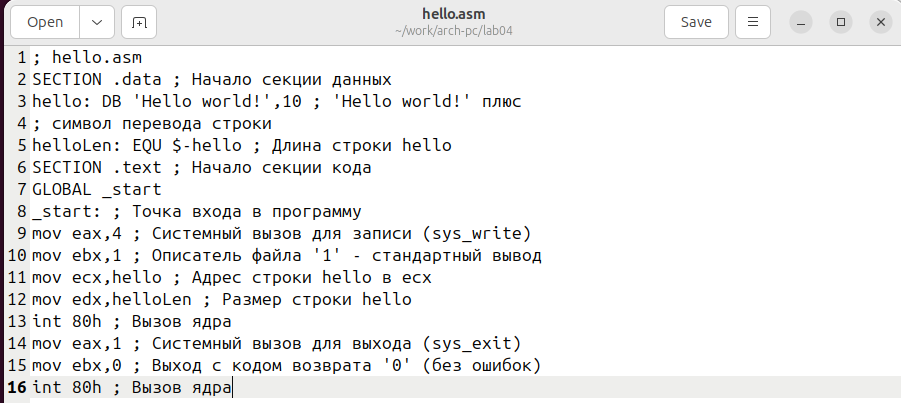 Open
hello.asm
~/work/arch-pc/lab04
Save
1 ; hello.asm
2 SECTION .data ; Начало секции данных
3 hello: DB 'Hello world!',10 ; 'Hello world!' плюс
4 ; символ перевода строки
5 helloLen: EQU $-hello ; Длина строки hello
6 SECTION .text ; Начало секции кода
7 GLOBAL _start
8 _start: ; Точка входа в программу
9 mov eax,4 ; Системный вызов для записи (sys_write)
10 mov ebx,1 ; Описатель файла '1' - стандартный вывод
11 mov ecx,hello ; Адрес строки hello в ecx
12 mov edx,helloLen ; Размер строки hello
13 int 80h ; Вызов ядра
14 mov eax,1 ; Системный вызов для выхода (sys_exit)
15 mov ebx,0 ; Выход с кодом возврата '0' (без ошибок)
16 int 80h ; Вызов ядра